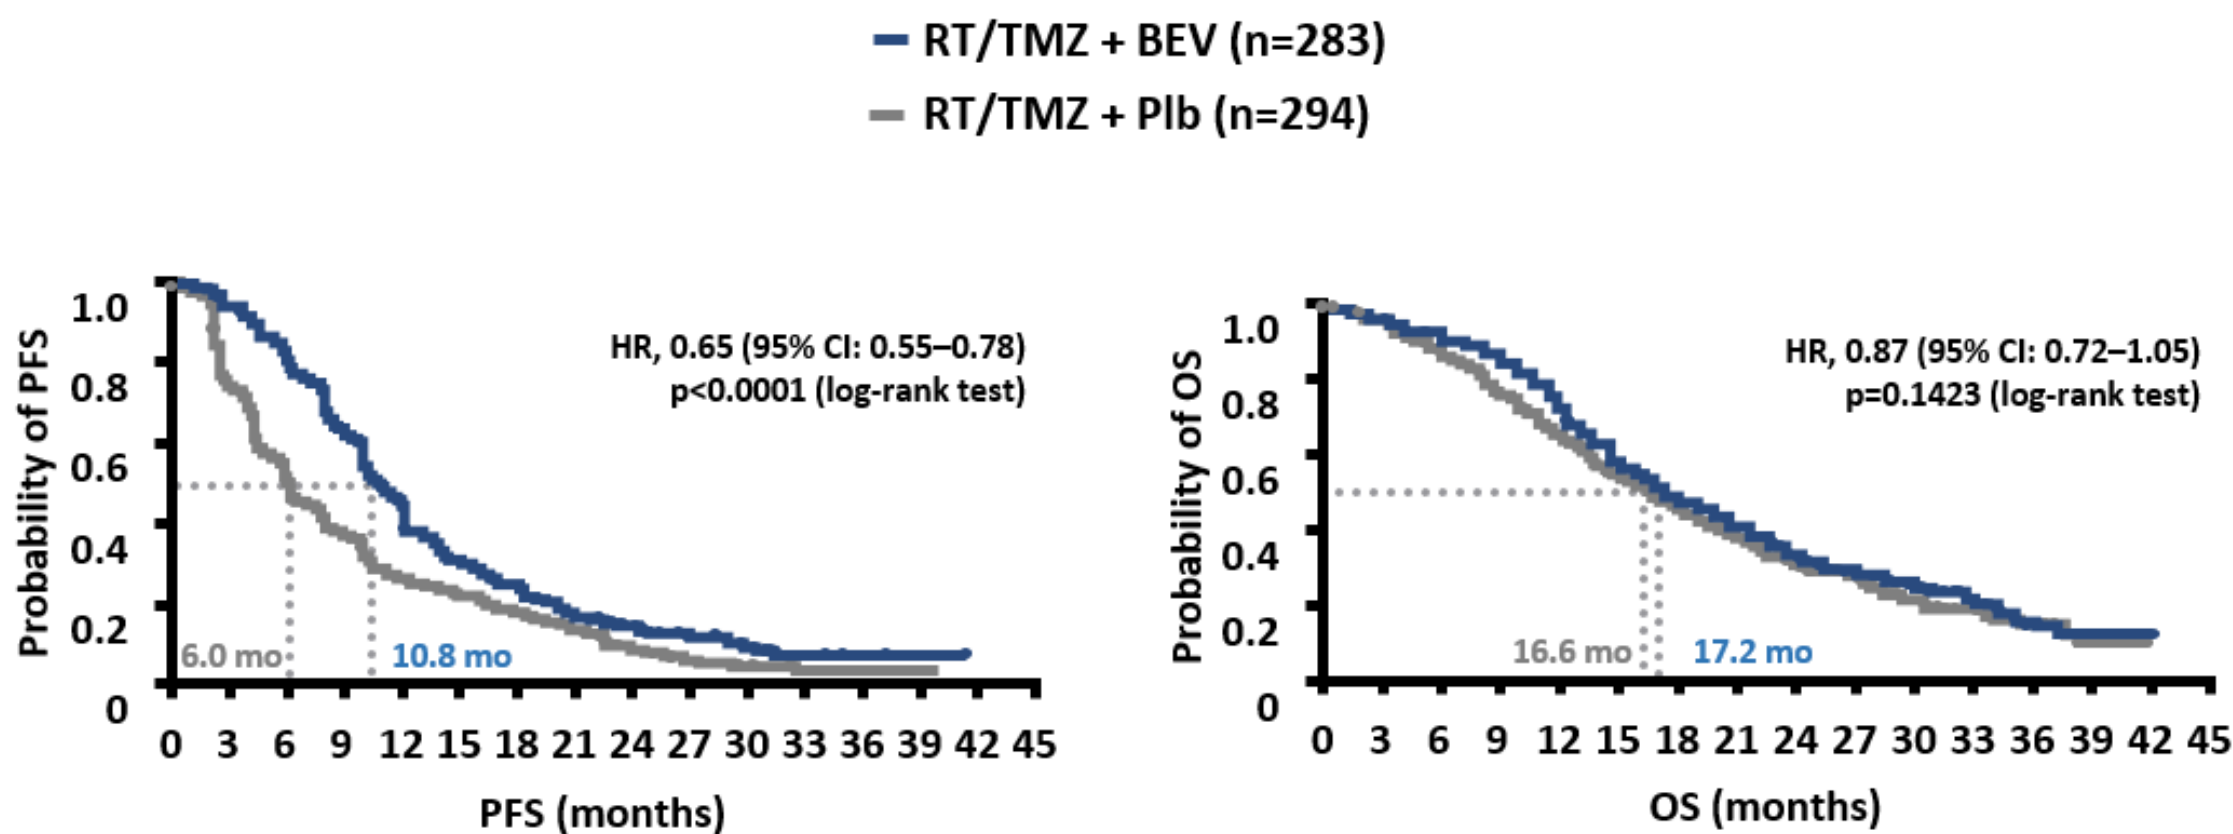 RT/TMZ + BEV (n=283)
RT/TMZ + Plb (n=294)
Probability of PFS
1.0
0.8
0.6
0.4
0.2
0
HR, 0.65 (95% CI: 0.55–0.78)
p<0.0001 (log-rank test)
6.0 mo
10.8 mo
0 3 6 9 12 15 18 21 24 27 30 33 36 39 42 45
PFS (months)
Probability of OS
1.0
0.8
0.6
0.4
0.2
0
HR, 0.87 (95% CI: 0.72–1.05)
p=0.1423 (log-rank test)
16.6 mo
17.2 mo
0 3 6 9 12 15 18 21 24 27 30 33 36 39 42 45
OS (months)